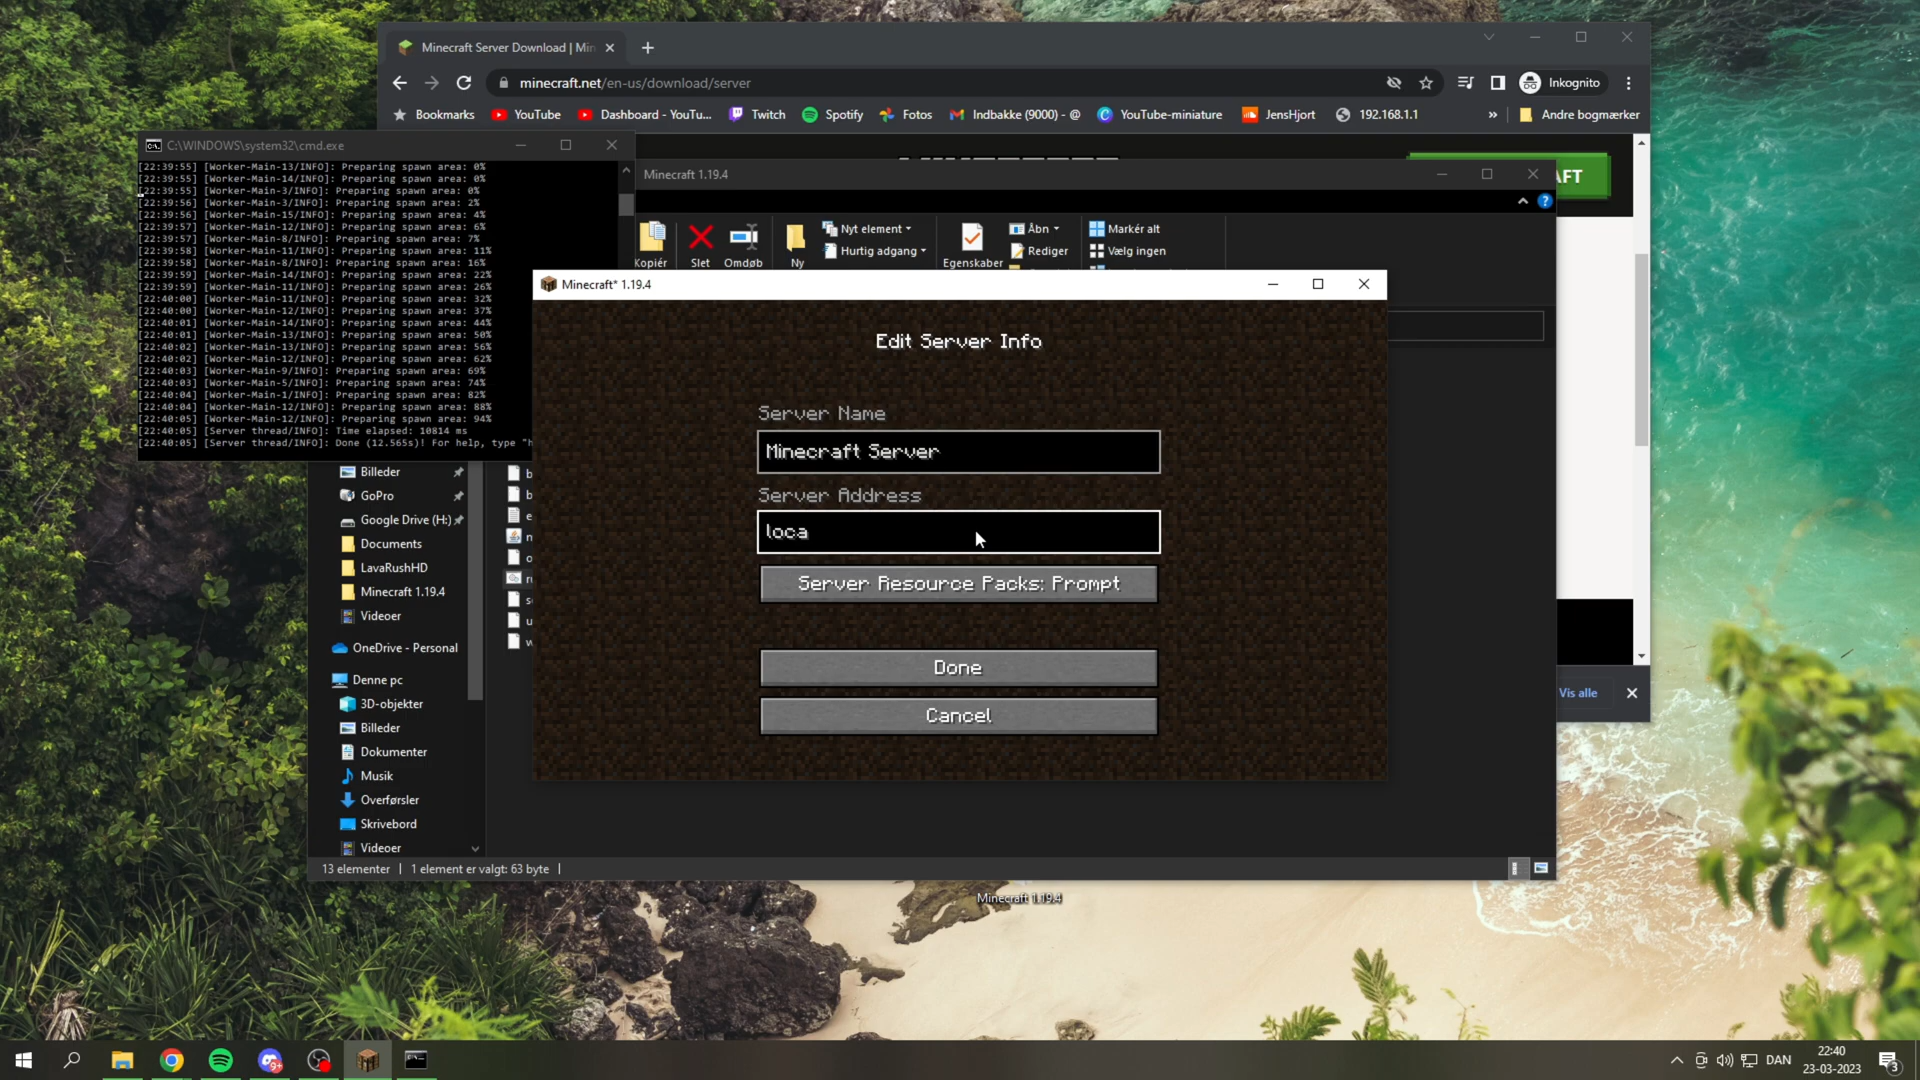 Minecraft Server Download | Min
minecraft.net/en-us/download/server
Inkognito
Bookmarks
YouTube
Dashboard - YouTu...
Twitch
Spotify
Fotos
Indbakke (9000) - @
YouTube-miniature
JensHjort
192.168.1.1
»
Andre bogmærker
C:\WINDOWS\system32\cmd.exe
[22:39:55] [Worker-Main-13/INFO]: Preparing spawn area: 0%
[22:39:55] [Worker-Main-14/INFO]: Preparing spawn area: 0%
[22:39:55] [Worker-Main-3/INFO]: Preparing spawn area: 0%
[22:39:56] [Worker-Main-3/INFO]: Preparing spawn area: 2%
[22:39:56] [Worker-Main-15/INFO]: Preparing spawn area: 4%
[22:39:57] [Worker-Main-12/INFO]: Preparing spawn area: 6%
[22:39:57] [Worker-Main-8/INFO]: Preparing spawn area: 7%
[22:39:58] [Worker-Main-11/INFO]: Preparing spawn area: 11%
[22:39:58] [Worker-Main-8/INFO]: Preparing spawn area: 16%
[22:39:59] [Worker-Main-14/INFO]: Preparing spawn area: 22%
[22:39:59] [Worker-Main-11/INFO]: Preparing spawn area: 26%
[22:40:00] [Worker-Main-11/INFO]: Preparing spawn area: 32%
[22:40:00] [Worker-Main-12/INFO]: Preparing spawn area: 37%
[22:40:01] [Worker-Main-14/INFO]: Preparing spawn area: 44%
[22:40:01] [Worker-Main-13/INFO]: Preparing spawn area: 50%
[22:40:02] [Worker-Main-13/INFO]: Preparing spawn area: 56%
[22:40:02] [Worker-Main-12/INFO]: Preparing spawn area: 62%
[22:40:03] [Worker-Main-9/INFO]: Preparing spawn area: 69%
[22:40:03] [Worker-Main-5/INFO]: Preparing spawn area: 74%
[22:40:04] [Worker-Main-1/INFO]: Preparing spawn area: 82%
[22:40:04] [Worker-Main-12/INFO]: Preparing spawn area: 88%
[22:40:05] [Worker-Main-12/INFO]: Preparing spawn area: 94%
[22:40:05] [Server thread/INFO]: Time elapsed: 10814 ms
[22:40:05] [Server thread/INFO]: Done (12.565s)! For help, type "h
Minecraft 1.19.4
AFT
Kopiér
Slet
Omdøb
Ny
Nyt element
Hurtig adgang
Egenskaber
Åbn
Rediger
Markér alt
Vælg ingen
Minecraft* 1.19.4
Edit Server Info
Server Name
Minecraft Server
Server Address
loca
Server Resource Packs: Prompt
Done
Cancel
Billeder
GoPro
Google Drive (H:)
Documents
LavaRushHD
Minecraft 1.19.4
Videoer
OneDrive - Personal
Denne pc
3D-objekter
Billeder
Dokumenter
Musik
Overførsler
Skrivebord
Videoer
b
b
e
n
o
ru
s
u
w
Vis alle
13 elementer
1 element er valgt: 63 byte
Minecraft 1.19.4
9+
DAN
22:40
23-03-2023
3